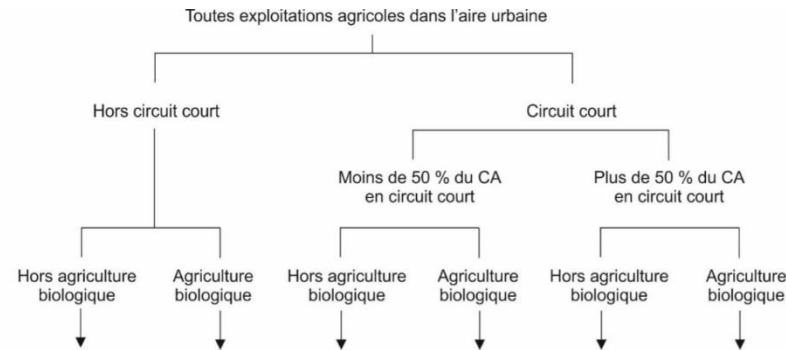 Toutes exploitations agricoles dans l'aire urbaine
Hors circuit court
Circuit court
Moins de 50 % du CA
en circuit court
Plus de 50 % du CA
en circuit court
Hors agriculture
biologique
Agriculture
biologique
Hors agriculture
biologique
Agriculture
biologique
Hors agriculture
biologique
Agriculture
biologique